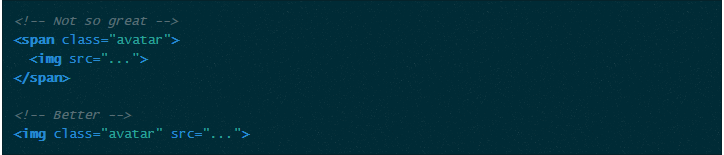 <!-- Not so great -->
<span class="avatar">
  <img src="...">
</span>

<!-- Better -->
<img class="avatar" src="...">